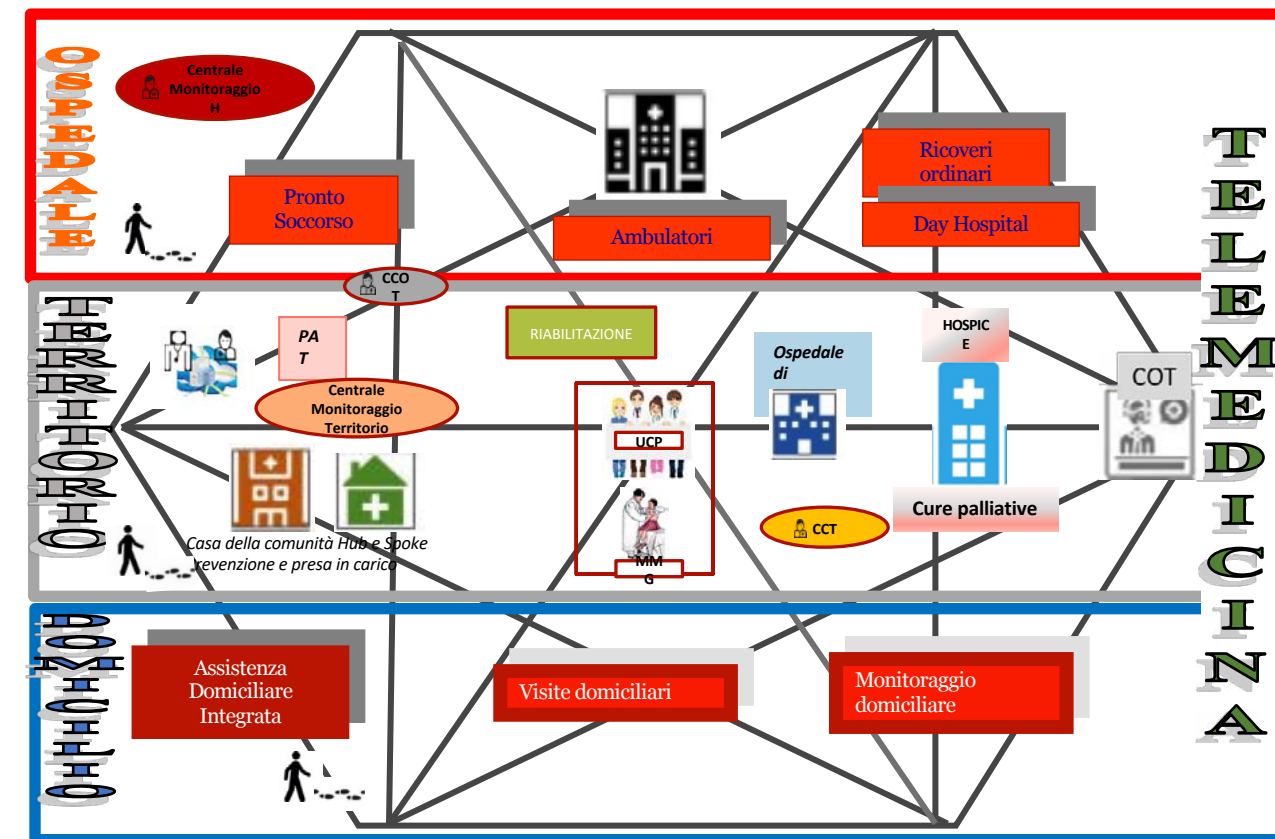 OSPEDALE
Centrale
Monitoraggio
H
Pronto
Soccorso
Ambulatori
Ricoveri
ordinari
Day Hospital
TELEMEDICINA
TERRITORIO
CCO
T
PA
T
Centrale
Monitoraggio
Territorio
RIABILITAZIONE
Ospedale
di
HOSPIC
E
COT
UCP
MM
G
CCT
Cure palliative
Casa della comunità Hub e Spoke
revenzione e presa in carico
DOMICILIO
Assistenza
Domiciliare
Integrata
Visite domiciliari
Monitoraggio
domiciliare